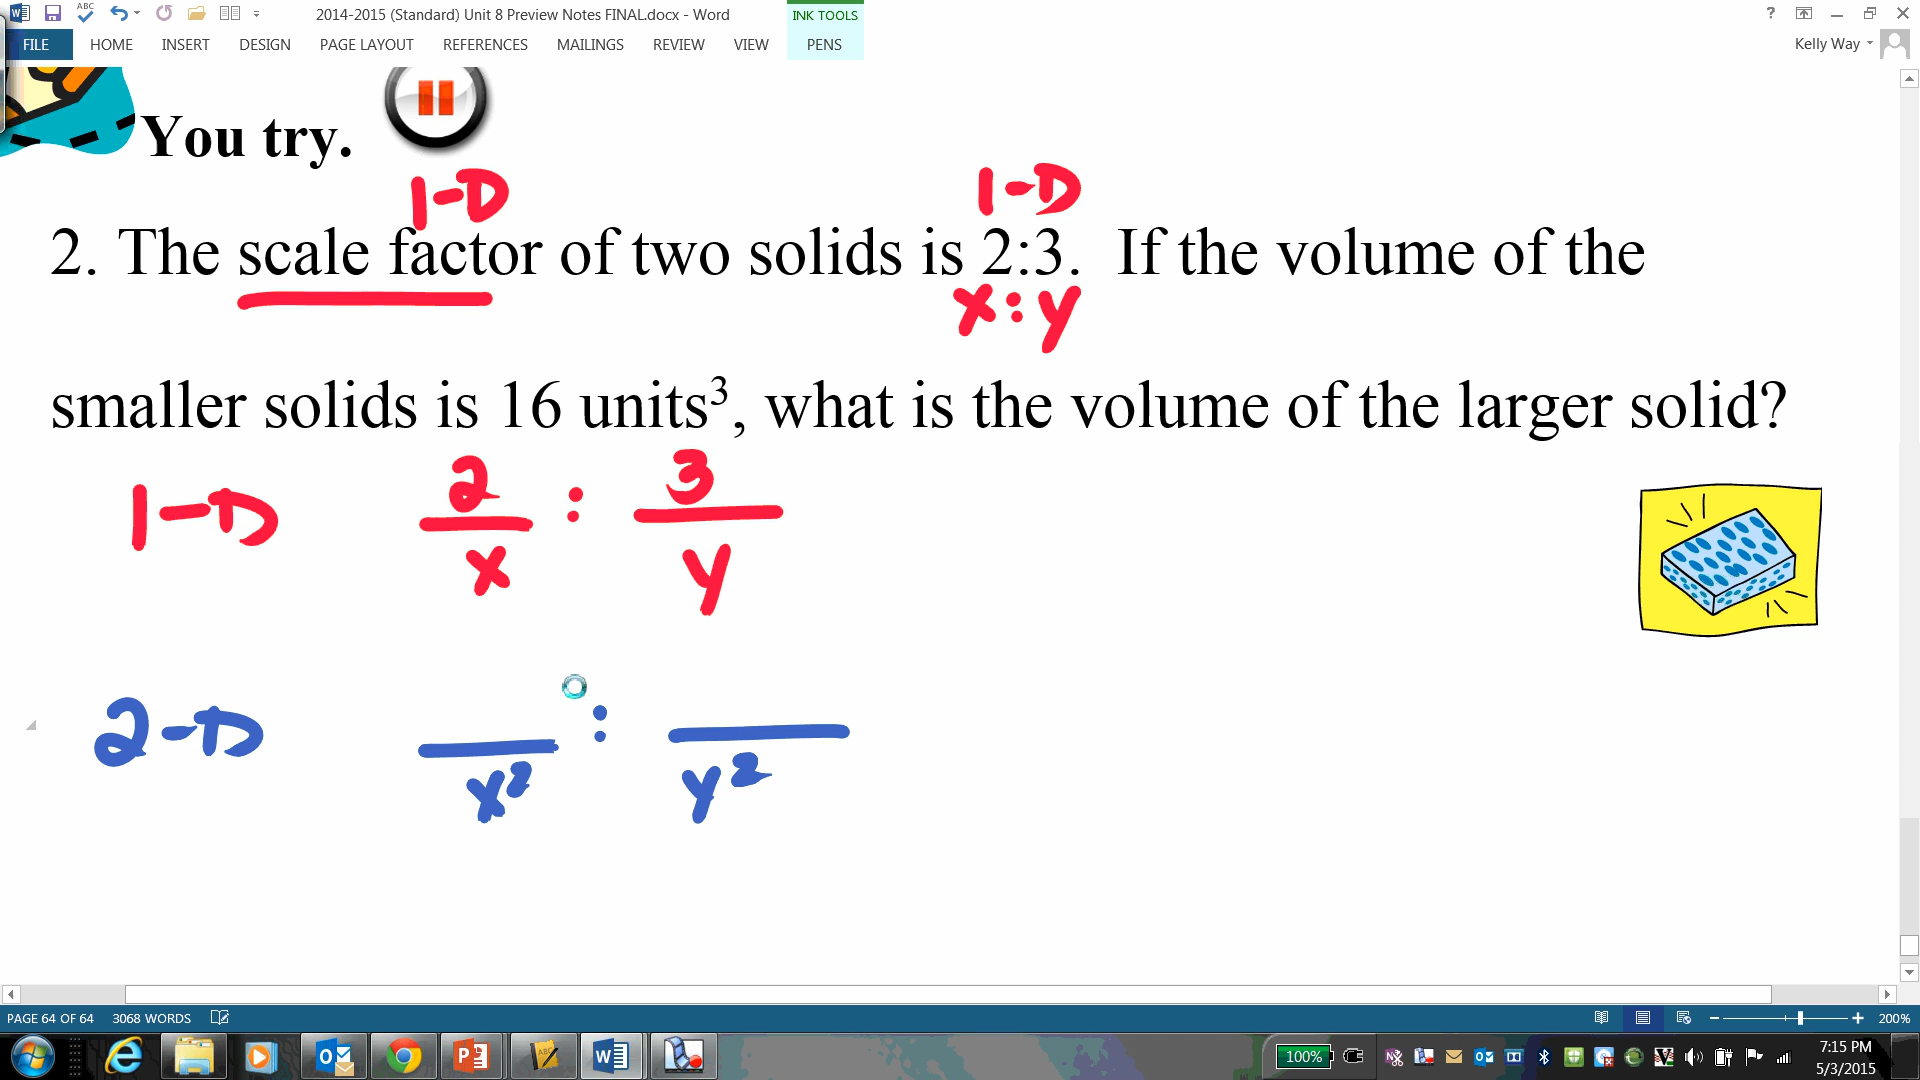 2014-2015 (Standard) Unit 8 Preview Notes FINAL.docx - Word
INK TOOLS
FILE HOME INSERT DESIGN PAGE LAYOUT REFERENCES MAILINGS REVIEW VIEW PENS
Kelly Way
You try.
1-D 1-D
2. The scale factor of two solids is 2:3. If the volume of the
x:y
smaller solids is 16 units³, what is the volume of the larger solid?
1-D 2/x : 3/y
2-D __/x² : __/y²
PAGE 64 OF 64 3068 WORDS 200%
100% 7:15 PM
5/3/2015